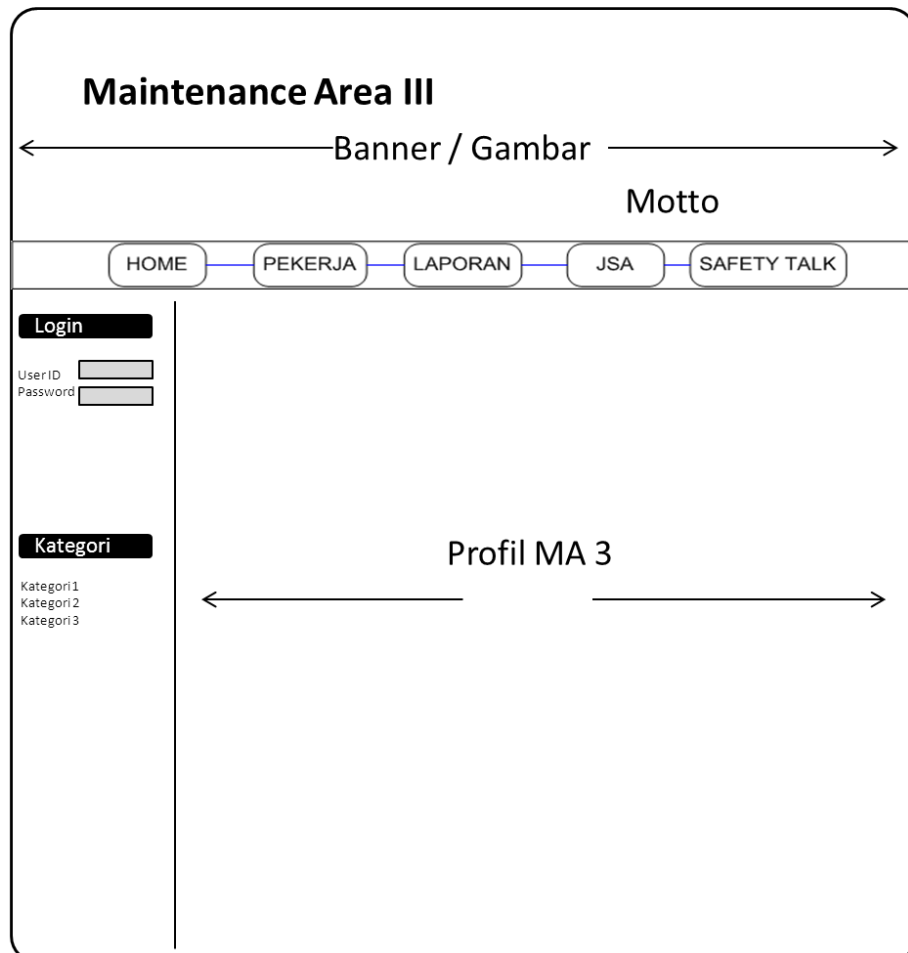 Maintenance Area III
Banner / Gambar
Motto
HOME PEKERJA LAPORAN JSA SAFETY TALK
Login
User ID
Password
Kategori
Kategori 1
Kategori 2
Kategori 3
Profil MA 3